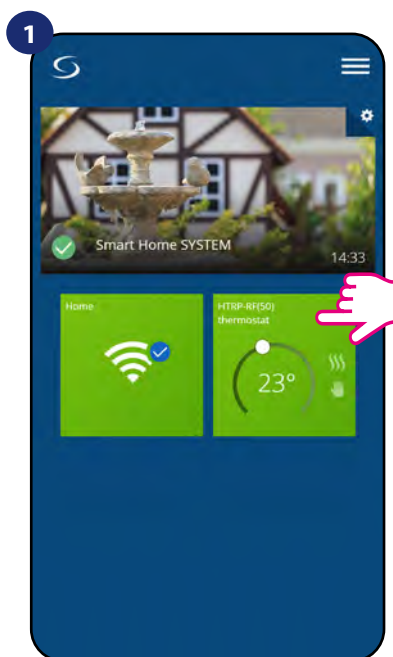 1
Smart Home SYSTEM
14:33
Home
HTRP-RF(50)
thermostat
23°